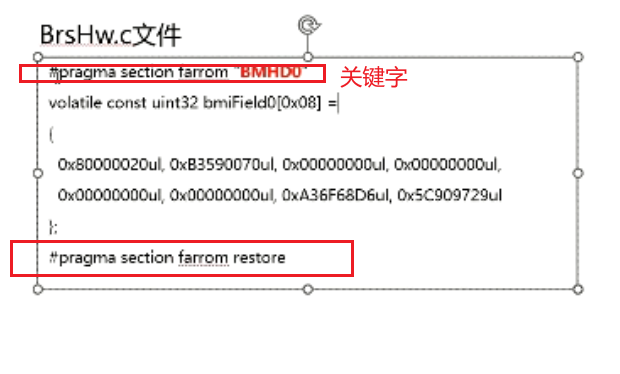 BrsHw.c文件
#pragma section farrom "BMHD0"
关键字
volatile const uint32 bmiField0[0x08] =
{
0x80000020ul, 0xB3590070ul, 0x00000000ul, 0x00000000ul,
0x00000000ul, 0x00000000ul, 0xA36F68D6ul, 0x5C909729ul
};
#pragma section farrom restore